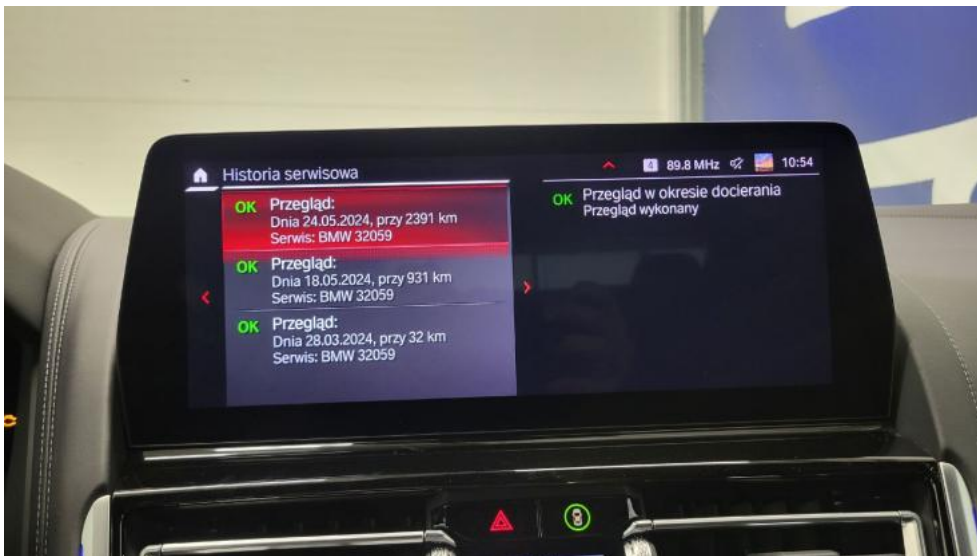 Historia serwisowa
4 89.8 MHz 10:54
OK Przegląd:
Dnia 24.05.2024, przy 2391 km
Serwis: BMW 32059
OK Przegląd:
Dnia 18.05.2024, przy 931 km
Serwis: BMW 32059
OK Przegląd:
Dnia 28.03.2024, przy 32 km
Serwis: BMW 32059
OK Przegląd w okresie docierania
Przegląd wykonany